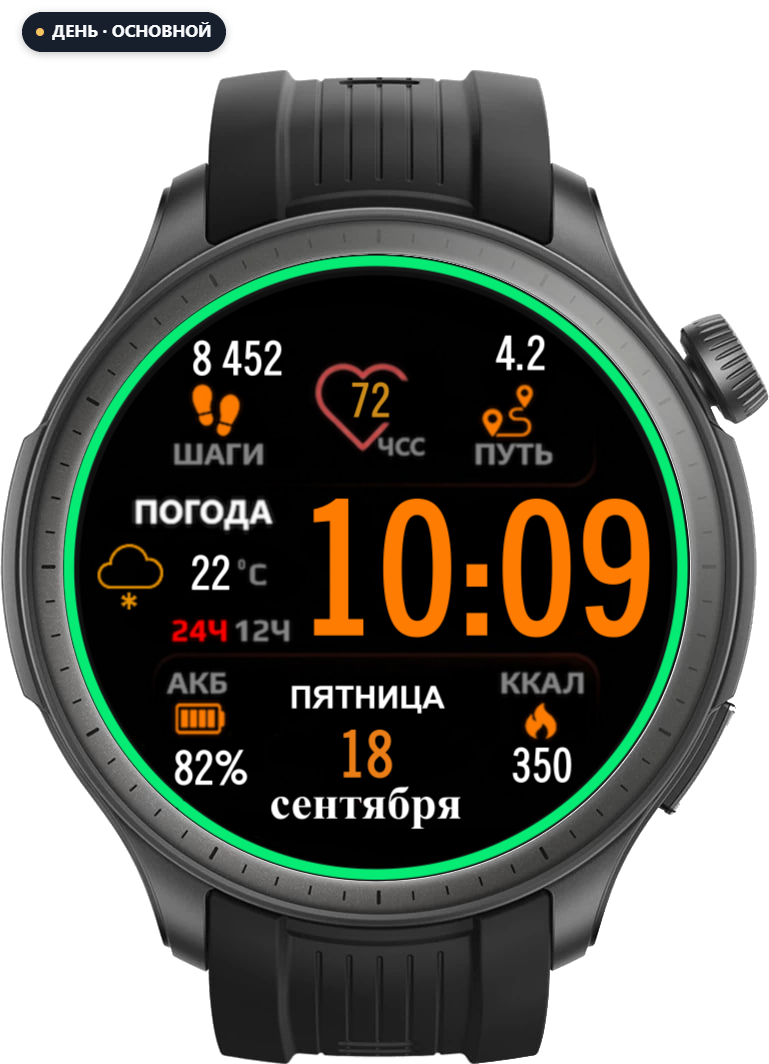 ДЕНЬ · ОСНОВНОЙ
8 452
4.2
72
ШАГИ
ЧСС
ПУТЬ
ПОГОДА
10:09
22 °C
24Ч 12Ч
АКБ
ПЯТНИЦА
ККАЛ
82%
18
350
сентября